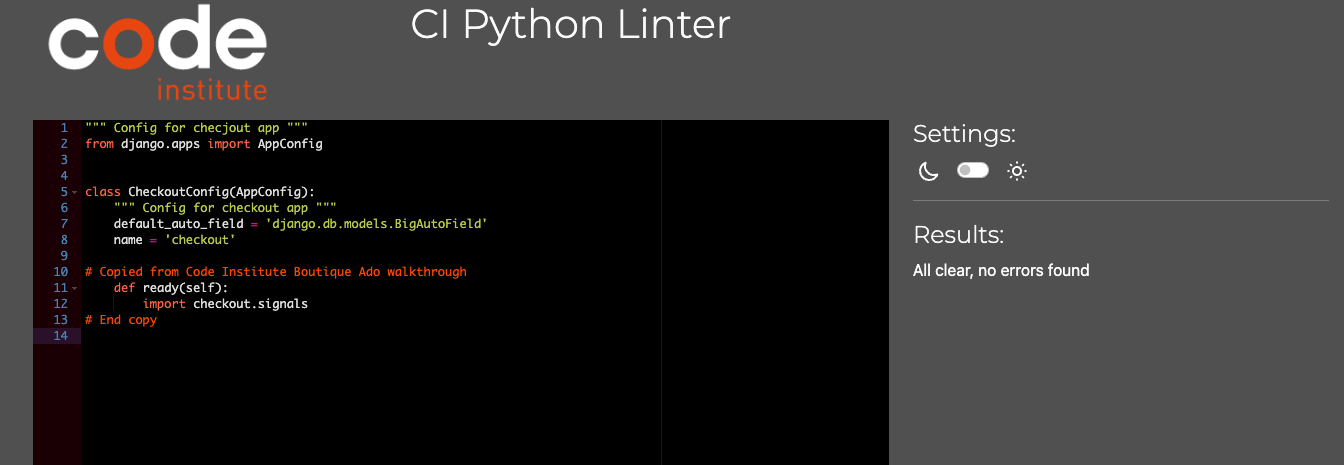 code
institute
CI Python Linter
1 """ Config for checjout app """
2 from django.apps import AppConfig
3
4
5 class CheckoutConfig(AppConfig):
6     """ Config for checkout app """
7     default_auto_field = 'django.db.models.BigAutoField'
8     name = 'checkout'
9
10 # Copied from Code Institute Boutique Ado walkthrough
11     def ready(self):
12         import checkout.signals
13 # End copy
14
Settings:
Results:
All clear, no errors found